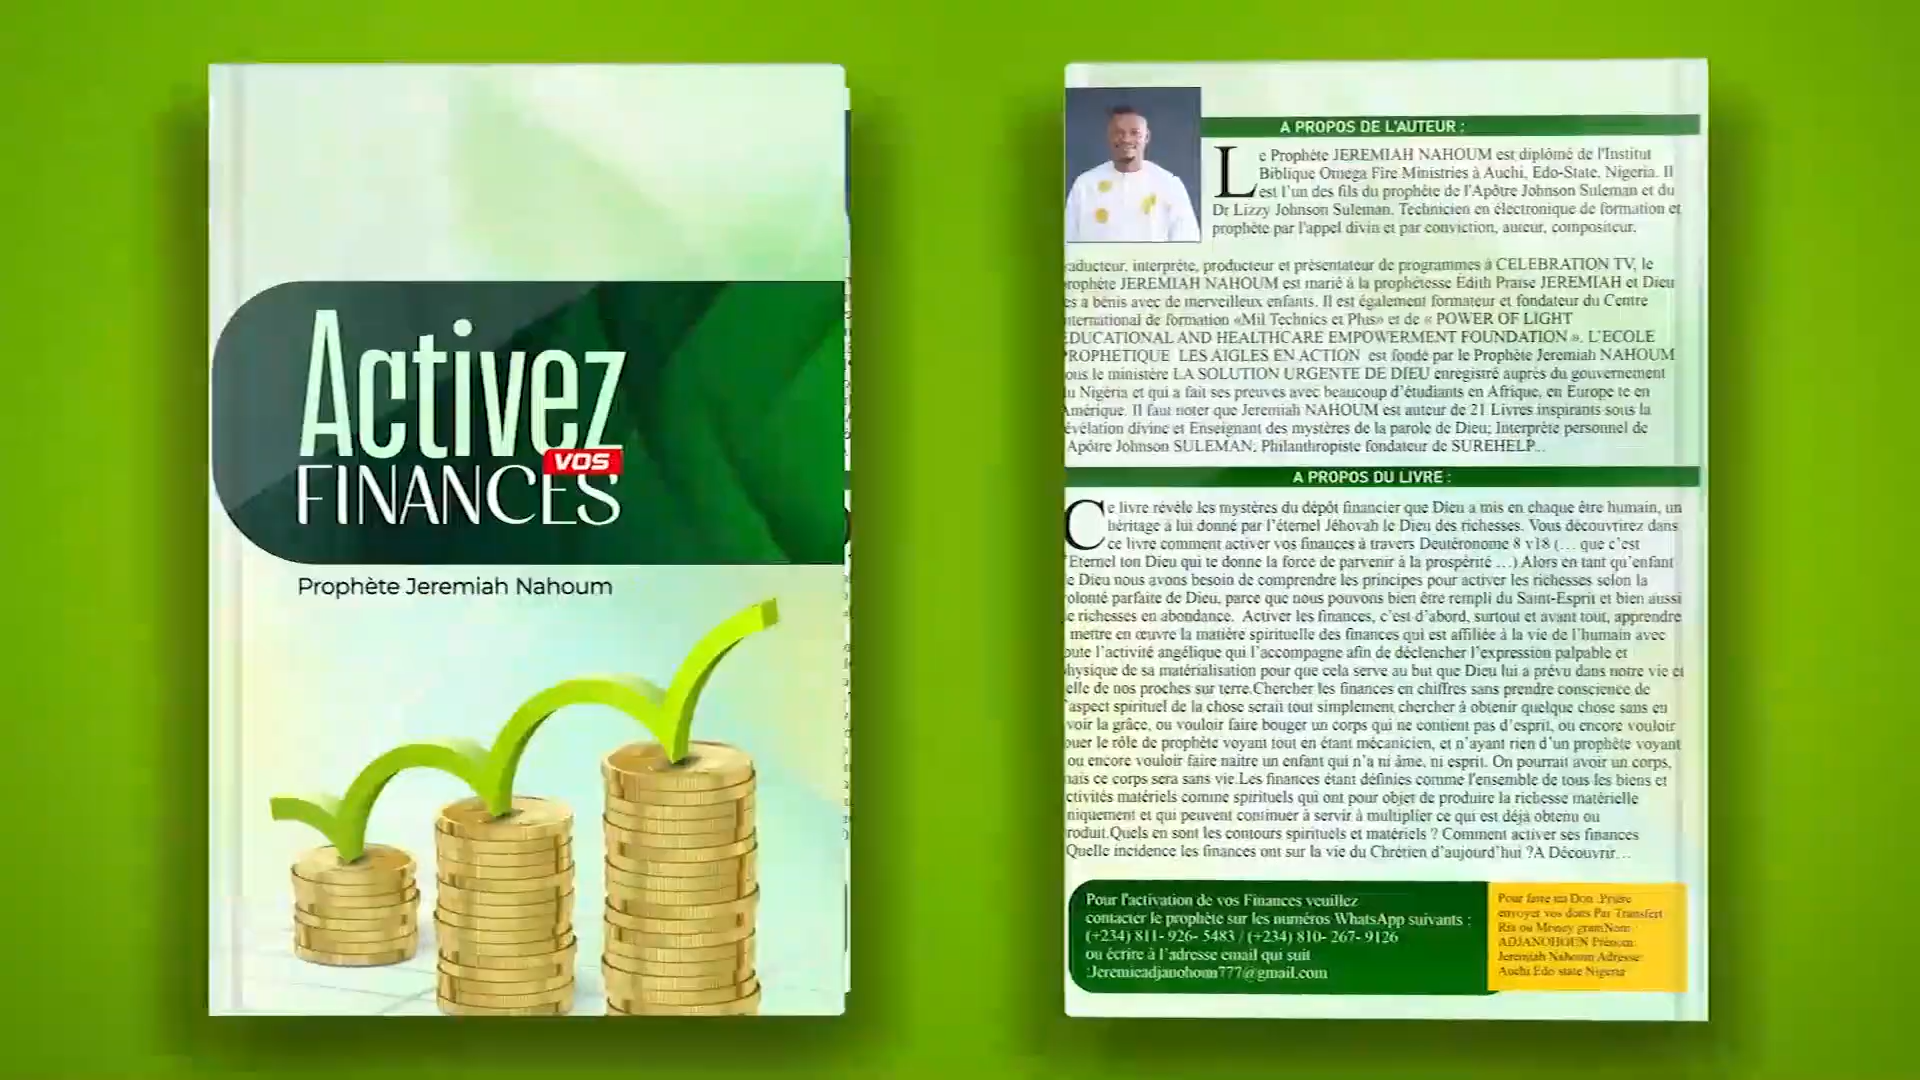 Activez
VOS
FINANCES
Prophète Jeremiah Nahoum
A PROPOS DE L'AUTEUR :
Le Prophète JEREMIAH NAHOUM est diplômé de l'Institut
Biblique Omega Fire Ministries à Auchi, Edo-State, Nigeria. Il
est l'un des fils du prophète de l'Apôtre Johnson Suleman et du
Dr Lizzy Johnson Suleman. Technicien en électronique de formation et
prophète par l'appel divin et par conviction, auteur, compositeur,
raducteur, interprète, producteur et présentateur de programmes à CELEBRATION TV, le
rophète JEREMIAH NAHOUM est marié à la prophétesse Edith Praise JEREMIAH et Dieu
es a bénis avec de merveilleux enfants. Il est également formateur et fondateur du Centre
nternational de formation «Mil Technics et Plus» et de « POWER OF LIGHT
EDUCATIONAL AND HEALTHCARE EMPOWERMENT FOUNDATION ». L'ECOLE
PROPHETIQUE LES AIGLES EN ACTION est fondé par le Prophète Jeremiah NAHOUM
ous le ministère LA SOLUTION URGENTE DE DIEU enregistré auprès du gouvernement
du Nigéria et qui a fait ses preuves avec beaucoup d'étudiants en Afrique, en Europe te en
Amérique. Il faut noter que Jeremiah NAHOUM est auteur de 21 Livres inspirants sous la
évélation divine et Enseignant des mystères de la parole de Dieu; Interprète personnel de
Apôtre Johnson SULEMAN; Philanthropiste fondateur de SUREHELP...
A PROPOS DU LIVRE :
Ce livre révèle les mystères du dépôt financier que Dieu a mis en chaque être humain, un
héritage à lui donné par l'éternel Jéhovah le Dieu des richesses. Vous découvrirez dans
ce livre comment activer vos finances à travers Deutéronome 8 v18 (… que c'est
'Eternel ton Dieu qui te donne la force de parvenir à la prospérité …) Alors en tant qu'enfant
e Dieu nous avons besoin de comprendre les principes pour activer les richesses selon la
olonté parfaite de Dieu, parce que nous pouvons bien être rempli du Saint-Esprit et bien aussi
e richesses en abondance. Activer les finances, c'est d'abord, surtout et avant tout, apprendre
mettre en œuvre la matière spirituelle des finances qui est affiliée à la vie de l'humain avec
oute l'activité angélique qui l'accompagne afin de déclencher l'expression palpable et
hysique de sa matérialisation pour que cela serve au but que Dieu lui a prévu dans notre vie et
elle de nos proches sur terre.Chercher les finances en chiffres sans prendre conscience de
'aspect spirituel de la chose serait tout simplement chercher à obtenir quelque chose sans en
voir la grâce, ou vouloir faire bouger un corps qui ne contient pas d'esprit, ou encore vouloir
ouer le rôle de prophète voyant tout en étant mécanicien, et n'ayant rien d'un prophète voyant
ou encore vouloir faire naitre un enfant qui n'a ni âme, ni esprit. On pourrait avoir un corps,
mais ce corps sera sans vie.Les finances étant définies comme l'ensemble de tous les biens et
ctivités matériels comme spirituels qui ont pour objet de produire la richesse matérielle
niquement et qui peuvent continuer à servir à multiplier ce qui est déjà obtenu ou
roduit.Quels en sont les contours spirituels et matériels ? Comment activer ses finances
Quelle incidence les finances ont sur la vie du Chrétien d'aujourd'hui ?A Découvrir…
Pour l'activation de vos Finances veuillez
contacter le prophète sur les numéros WhatsApp suivants :
(+234) 811- 926- 5483 / (+234) 810- 267- 9126
ou écrire à l'adresse email qui suit
:Jeremieadjanohoun777@gmail.com
Pour faire un Don .Prière
envoyer vos dons Par Transfert
Ria ou Money gramNom :
ADJANOHOUN Prénom:
Jeremiah Nahoum Adresse:
Auchi Edo state Nigeria